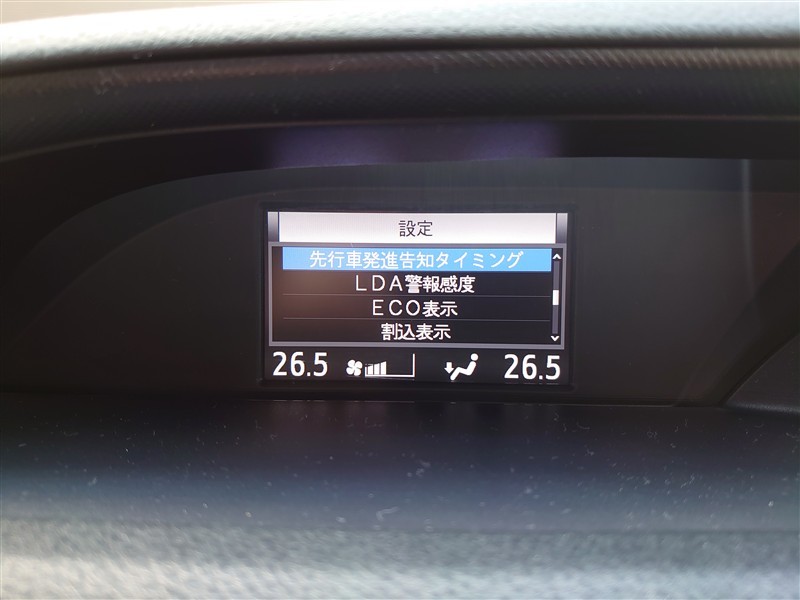 設定
先行車発進告知タイミング
LDA警報感度
ECO表示
割込表示
26.5 26.5